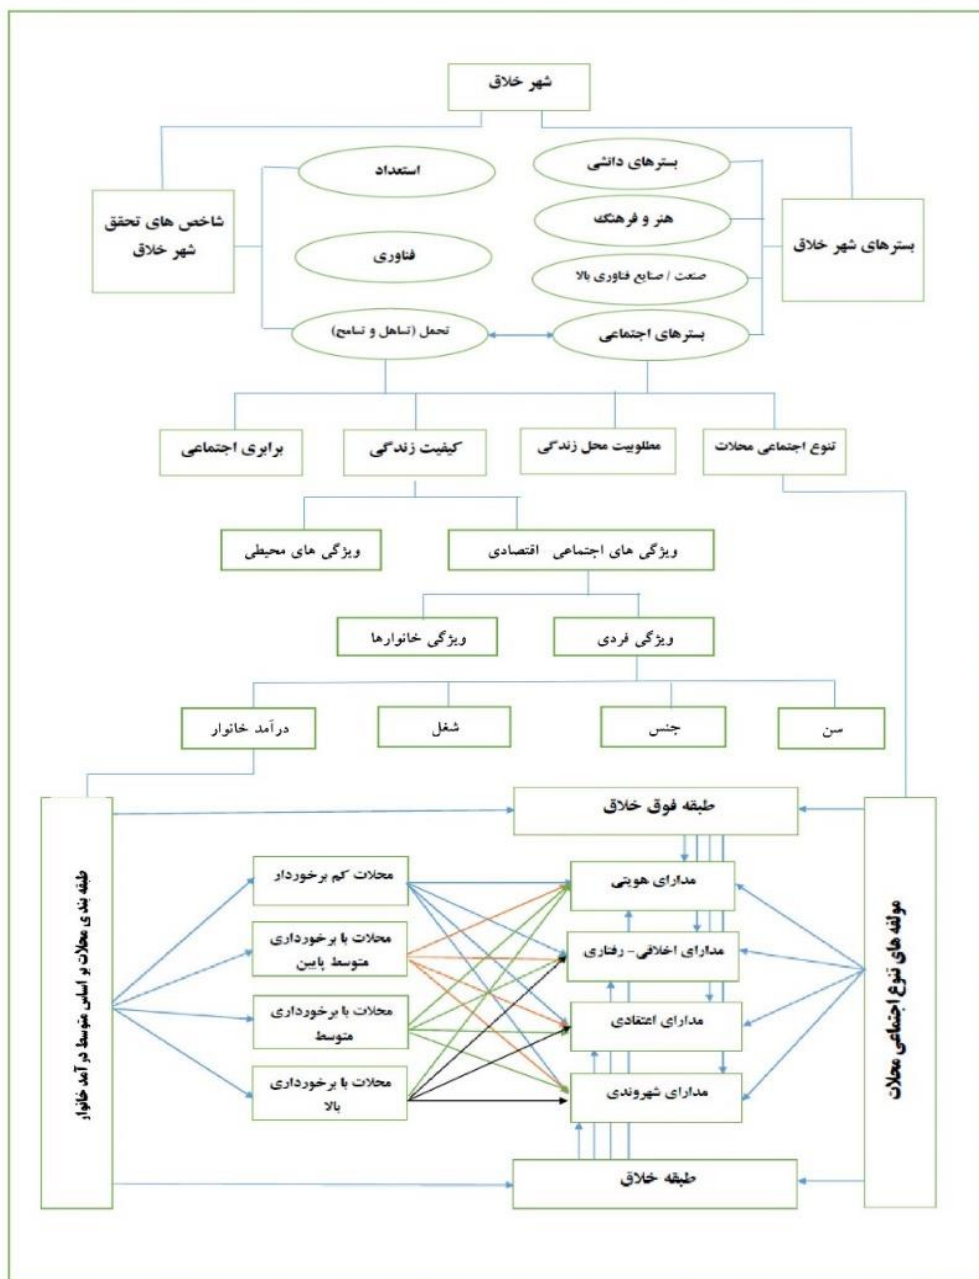 شهر خلاق
بسترهای دانشی
استعداد
شاخص های تحقق
شهر خلاق
هنر و فرهنگ
بسترهای شهر خلاق
فناوری
صنعت / صنایع فناوری بالا
بسترهای اجتماعی
تحمل (تساهل و تسامح)
تنوع اجتماعی محلات
مطلوبیت محل زندگی
کیفیت زندگی
برابری اجتماعی
ویژگی های اجتماعی اقتصادی
ویژگی های محیطی
ویژگی فردی
ویژگی خانوارها
سن
جنس
شغل
درآمد خانوار
مولفه های تنوع اجتماعی محلات
طبقه فوق خلاق
طبقه بندی محلات بر اساس متوسط درآمد خانوار
مدارای هویتی
محلات کم برخوردار
مدارای اخلاقی- رفتاری
محلات با برخورداری
متوسط پایین
مدارای اعتقادی
محلات با برخورداری
متوسط
مدارای شهروندی
محلات با برخورداری
بالا
طبقه خلاق